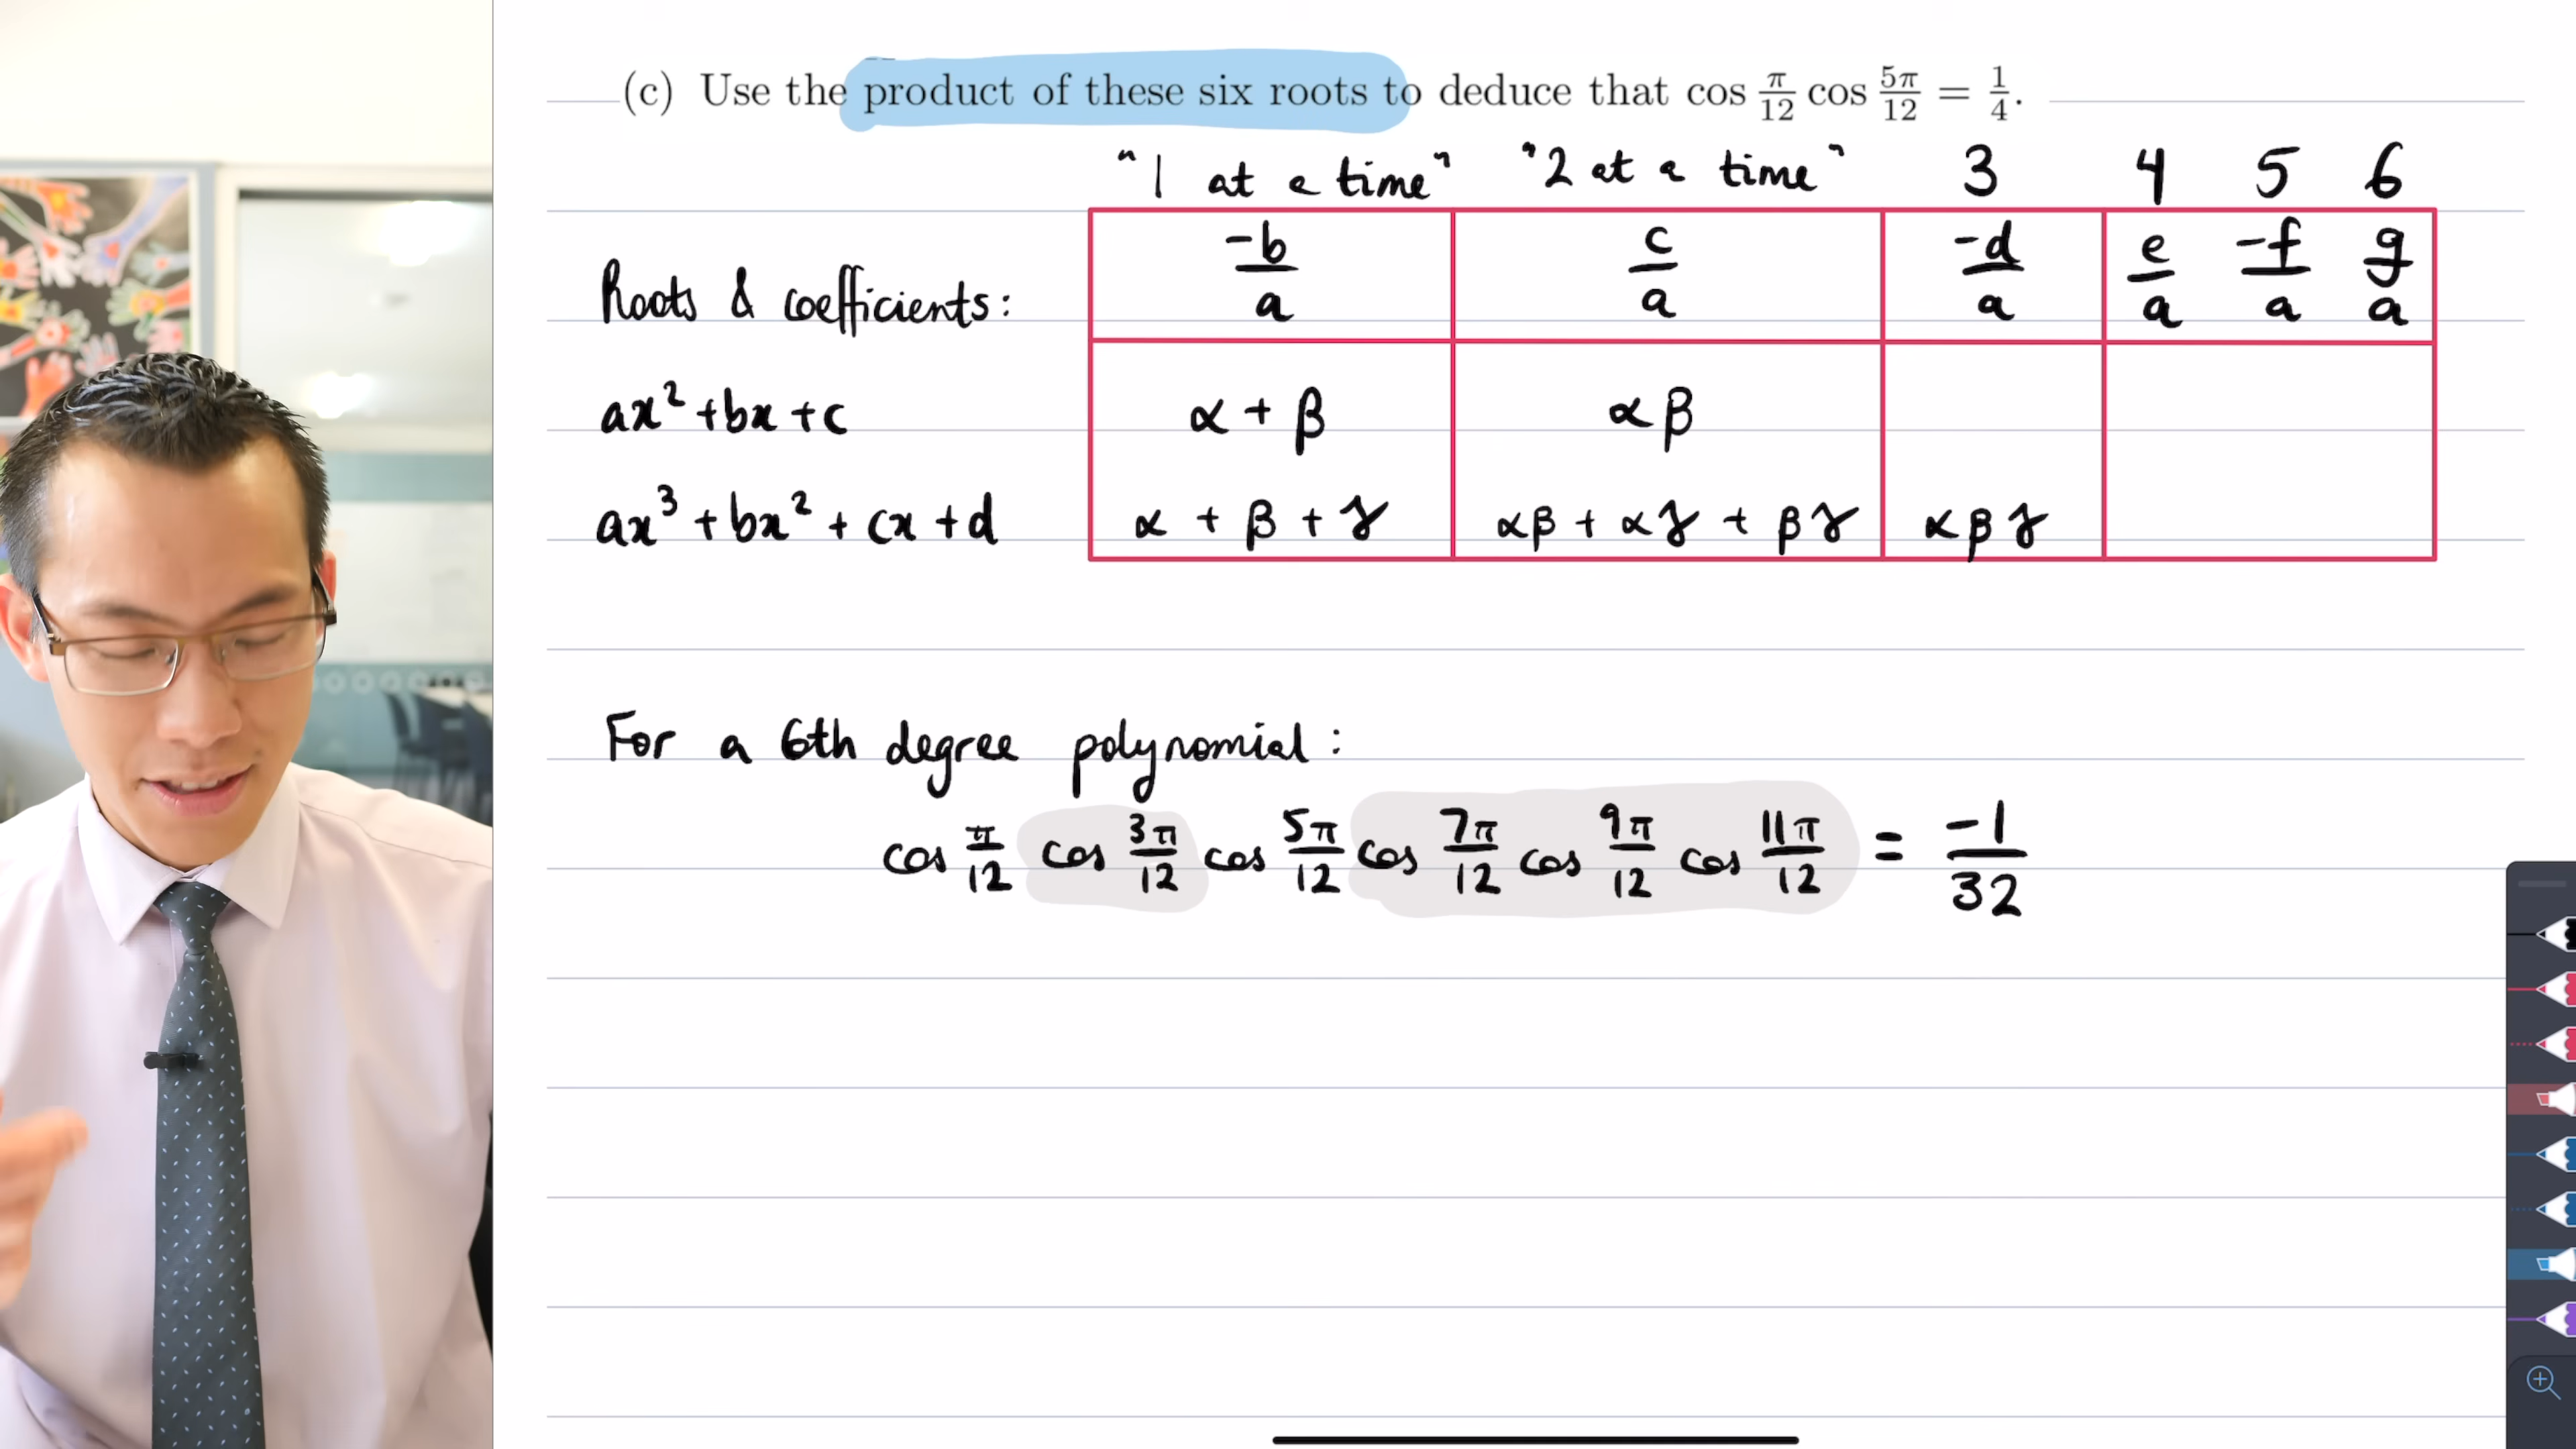 (c) Use the product of these six roots to deduce that cos π/12 cos 5π/12 = 1/4.
"1 at a time" "2 at a time" 3 4 5 6
Roots & coefficients: -b/a c/a -d/a e/a -f/a g/a
ax² + bx + c α + β αβ
ax³ + bx² + cx + d α + β + γ αβ + αγ + βγ αβγ
For a 6th degree polynomial :
cos π/12 cos 3π/12 cos 5π/12 cos 7π/12 cos 9π/12 cos 11π/12 = -1/32